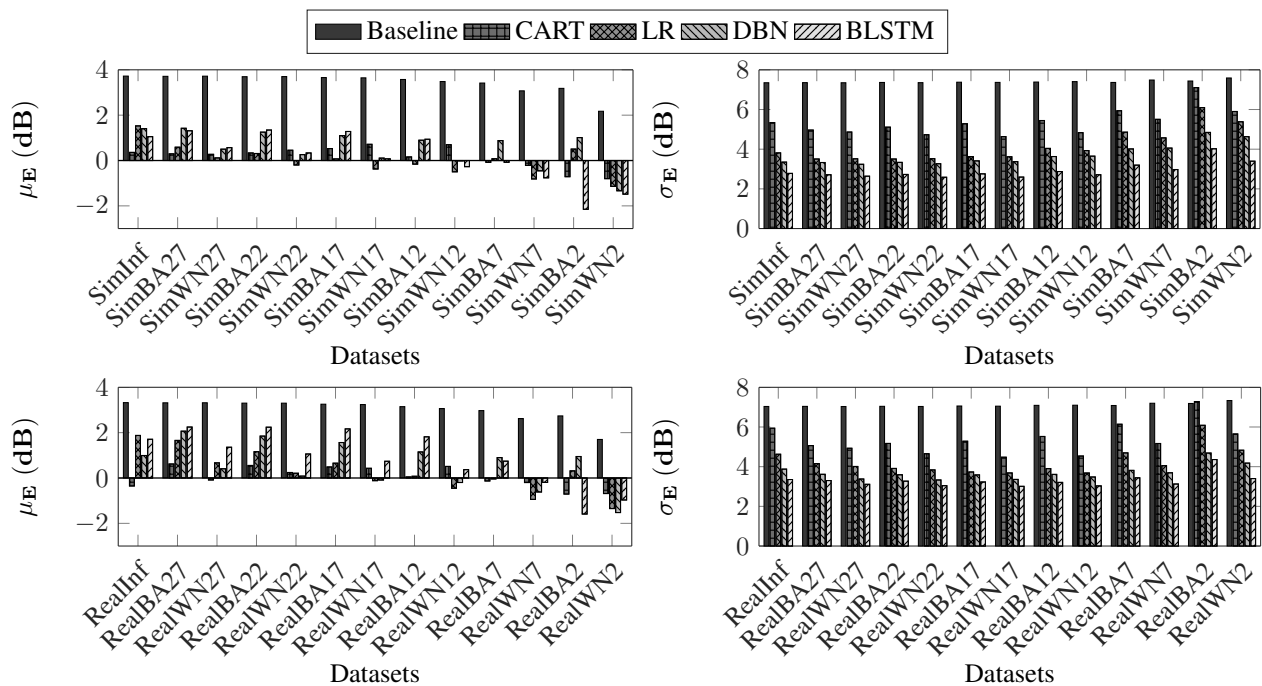 Baseline CART LR DBN BLSTM
4
2
0
−2
μE (dB)
SimInf SimBA27 SimWN27 SimBA22 SimWN22 SimBA17 SimWN17 SimBA12 SimWN12 SimBA7 SimWN7 SimBA2 SimWN2
Datasets
8
6
4
2
0
σE (dB)
SimInf SimBA27 SimWN27 SimBA22 SimWN22 SimBA17 SimWN17 SimBA12 SimWN12 SimBA7 SimWN7 SimBA2 SimWN2
Datasets
4
2
0
−2
μE (dB)
RealInf RealBA27 RealWN27 RealBA22 RealWN22 RealBA17 RealWN17 RealBA12 RealWN12 RealBA7 RealWN7 RealBA2 RealWN2
Datasets
8
6
4
2
0
σE (dB)
RealInf RealBA27 RealWN27 RealBA22 RealWN22 RealBA17 RealWN17 RealBA12 RealWN12 RealBA7 RealWN7 RealBA2 RealWN2
Datasets